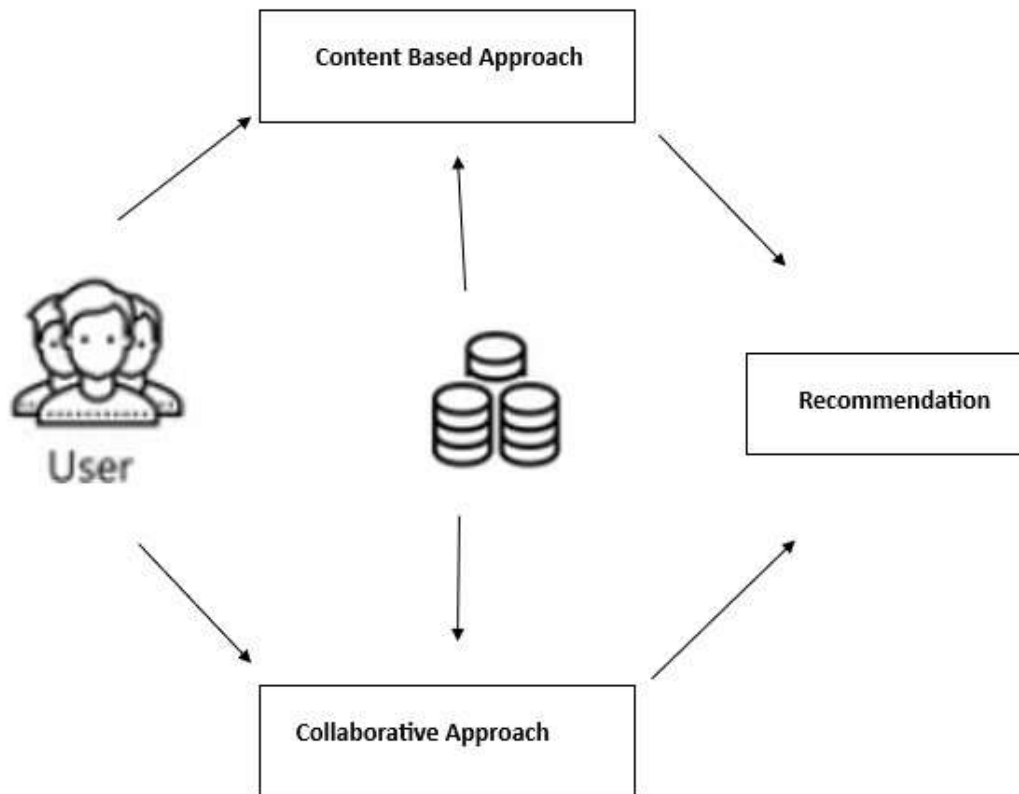 Content Based Approach
User
Recommendation
Collaborative Approach